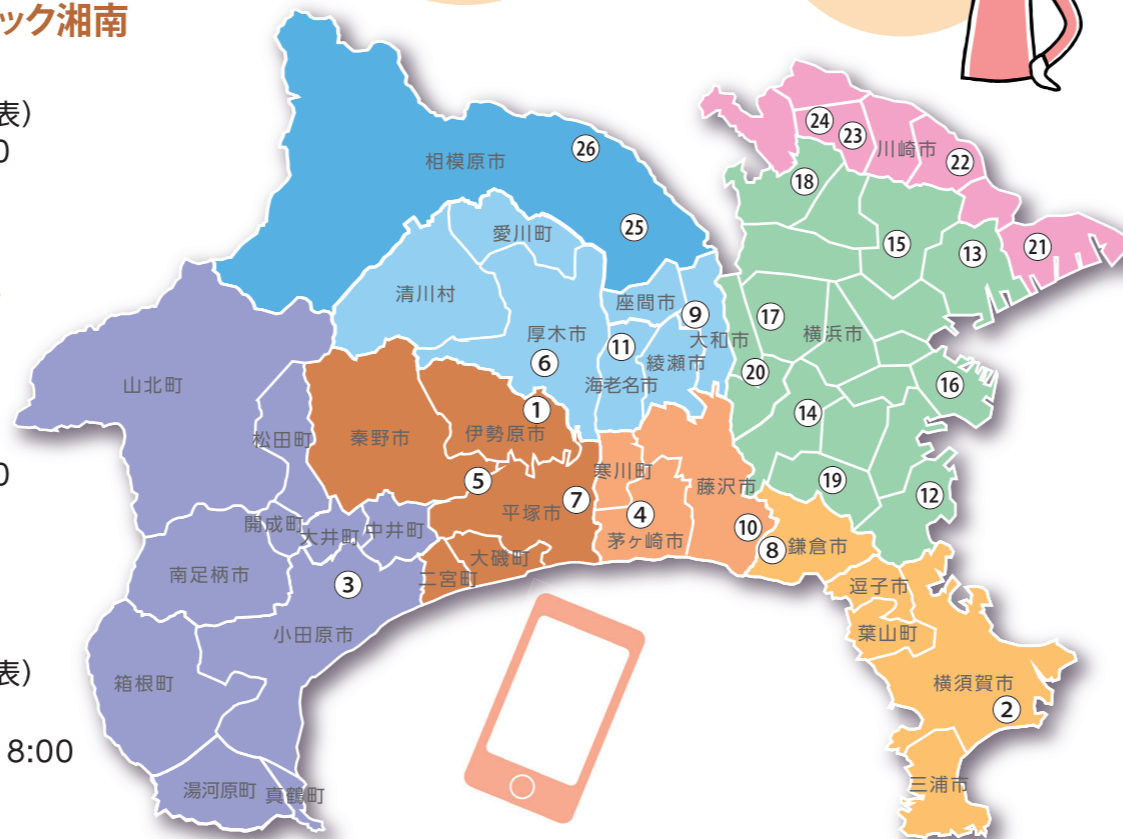 ック湘南
表）
0
0
表）
8:00
相模原市
愛川町
清川村
厚木市
座間市
海老名市
綾瀬市
大和市
川崎市
横浜市
山北町
松田町
秦野市
伊勢原市
寒川町
藤沢市
平塚市
茅ヶ崎市
大磯町
二宮町
開成町
大井町
中井町
南足柄市
小田原市
箱根町
湯河原町
真鶴町
鎌倉市
逗子市
葉山町
横須賀市
三浦市
26
25
24
23
22
21
18
15
13
17
20
16
14
19
12
9
11
6
1
5
7
4
10
8
3
2